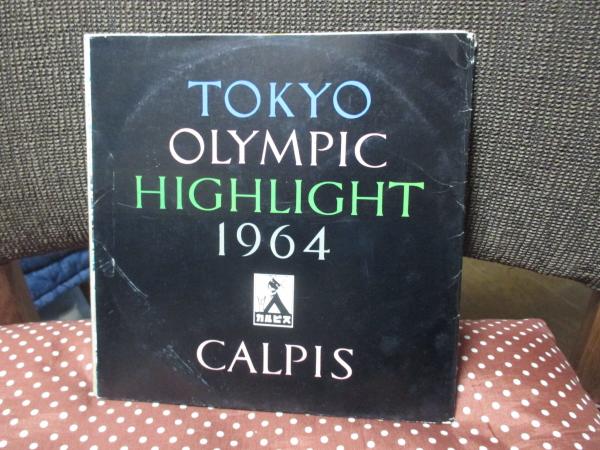 TOKYO
OLYMPIC
HIGHLIGHT
1964
カルピス
CALPIS